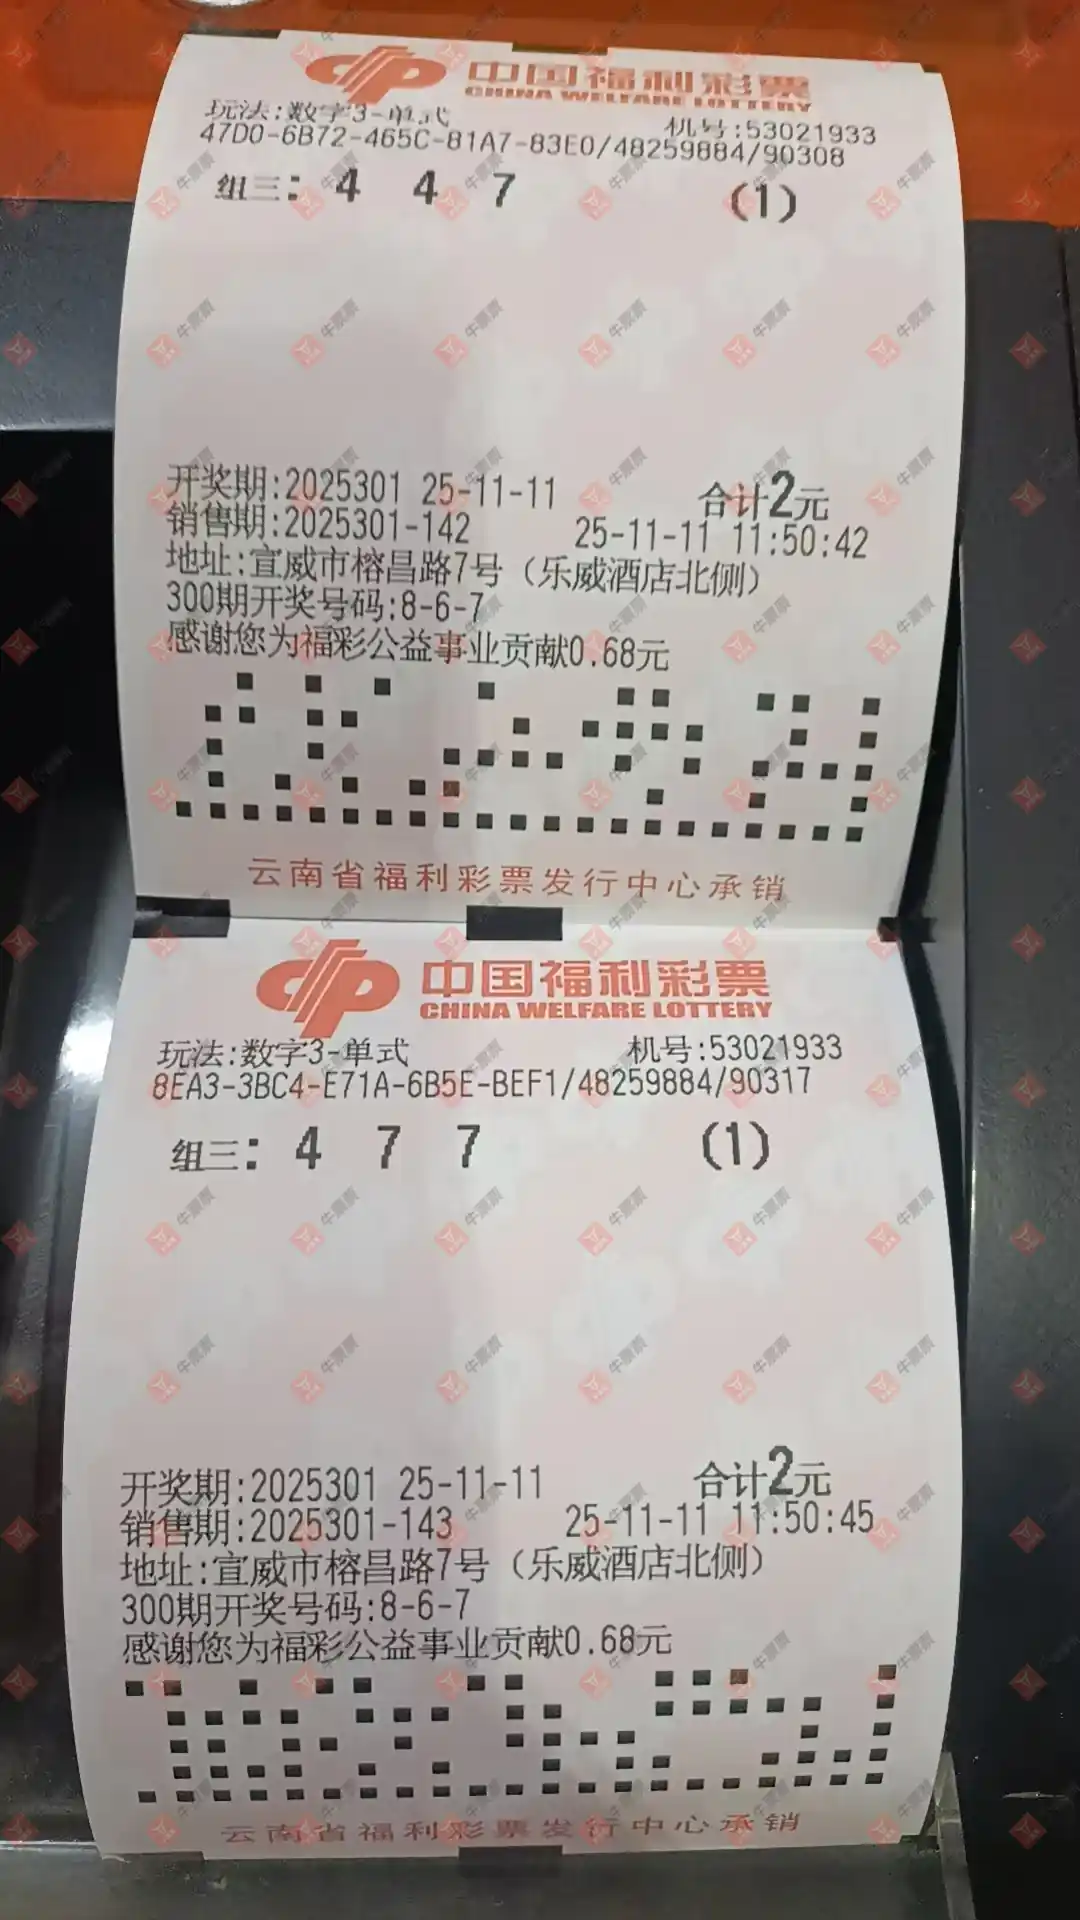 中国福利彩票
CHINA WELFARE LOTTERY
玩法:数字3-单式 机号:53021933
47D0-6B72-465C-81A7-83E0/48259884/90308
组三: 4 4 7 (1)
开奖期:2025301 25-11-11 合计2元
销售期:2025301-142 25-11-11 11:50:42
地址:宣威市榕昌路7号(乐威酒店北侧)
300期开奖号码:8-6-7
感谢您为福彩公益事业贡献0.68元
云南省福利彩票发行中心承销
中国福利彩票
CHINA WELFARE LOTTERY
玩法:数字3-单式 机号:53021933
8EA3-3BC4-E71A-6B5E-BEF1/48259884/90317
组三: 4 7 7 (1)
开奖期:2025301 25-11-11 合计2元
销售期:2025301-143 25-11-11 11:50:45
地址:宣威市榕昌路7号(乐威酒店北侧)
300期开奖号码:8-6-7
感谢您为福彩公益事业贡献0.68元
云南省福利彩票发行中心承销